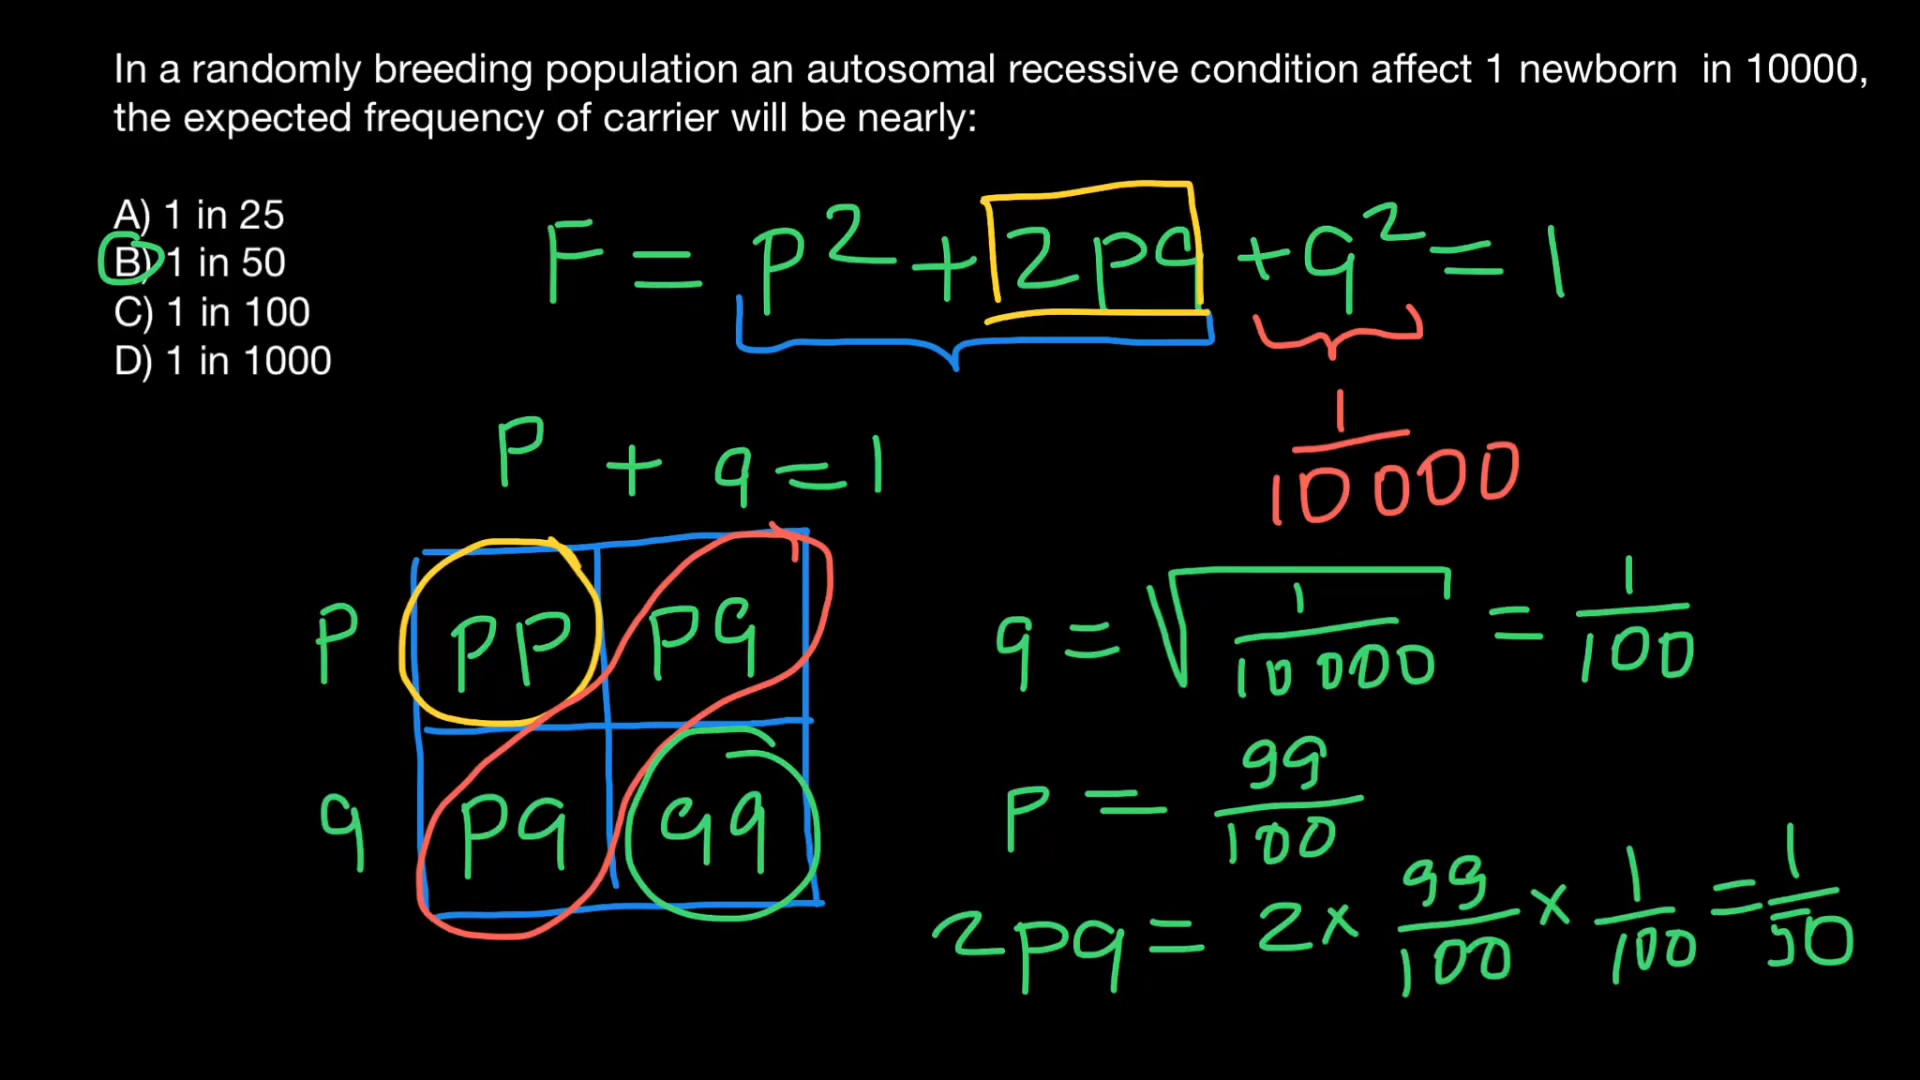 In a randomly breeding population an autosomal recessive condition affect 1 newborn in 10000,
the expected frequency of carrier will be nearly:
A) 1 in 25
B) 1 in 50
C) 1 in 100
D) 1 in 1000
F = p² + 2pq + q² = 1
1/10000
P + q = 1
P pp pq
q pq qq
q = √(1/10000) = 1/100
P = 99/100
2pq = 2 × 99/100 × 1/100 = 1/50